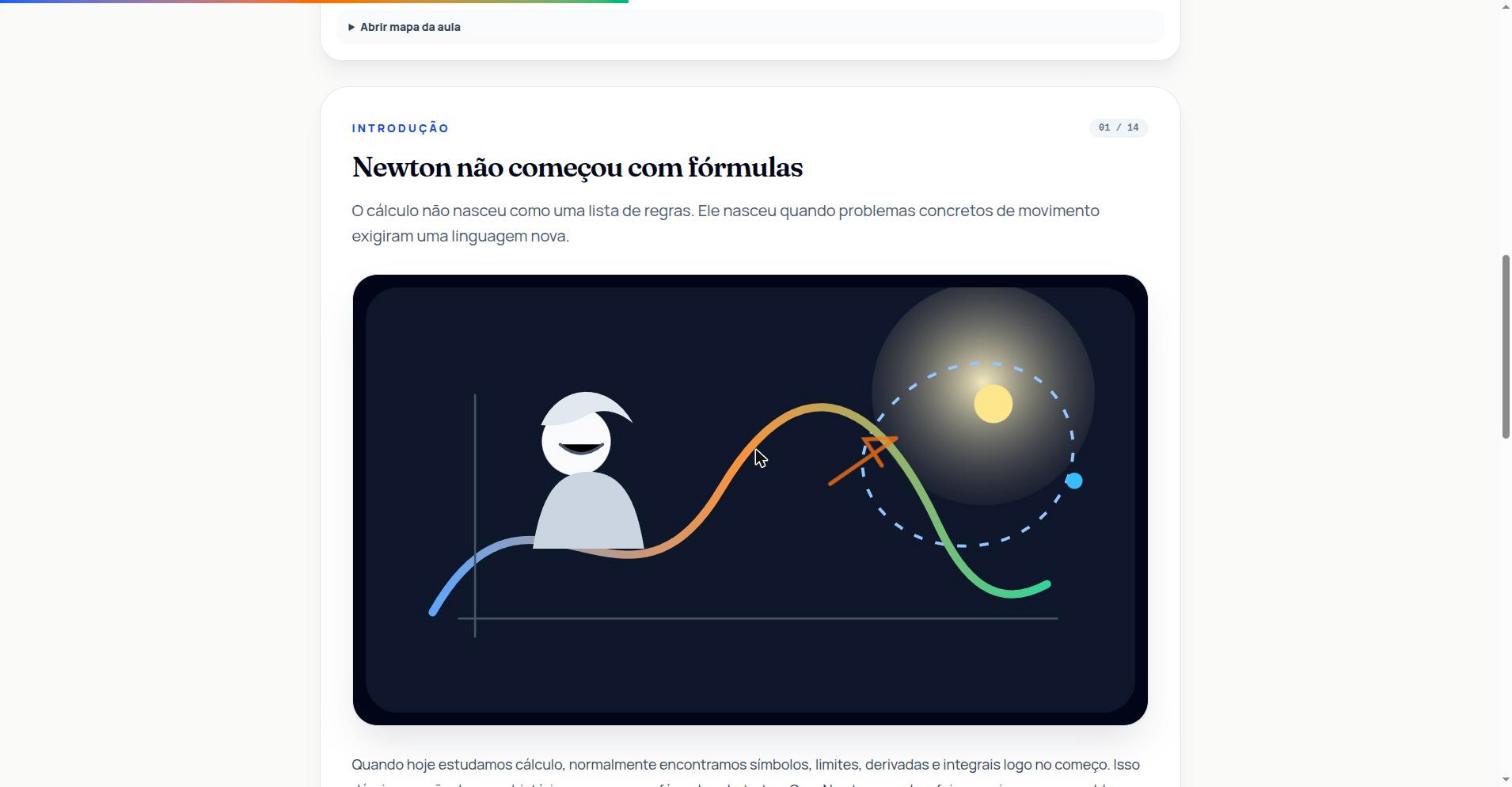 Abrir mapa da aula
INTRODUÇÃO
01 / 14
Newton não começou com fórmulas
O cálculo não nasceu como uma lista de regras. Ele nasceu quando problemas concretos de movimento
exigiram uma linguagem nova.
Quando hoje estudamos cálculo, normalmente encontramos símbolos, limites, derivadas e integrais logo no começo. Isso